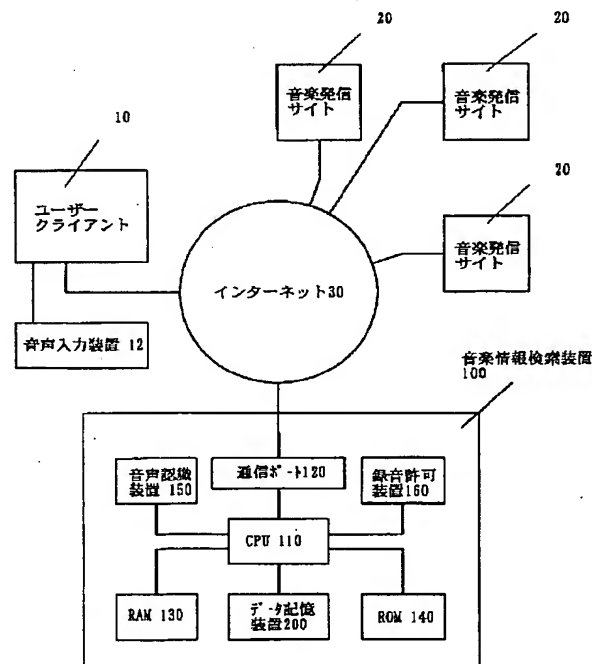 20
20
音楽発信
サイト
音楽発信
サイト
10
ユーザー
クライアント
20
音楽発信
サイト
インターネット30
音声入力装置 12
音楽情報検索装置
100
音声認識
装置 150
通信ポート120
録音許可
装置160
CPU 110
RAM 130
データ記憶
装置200
ROM 140